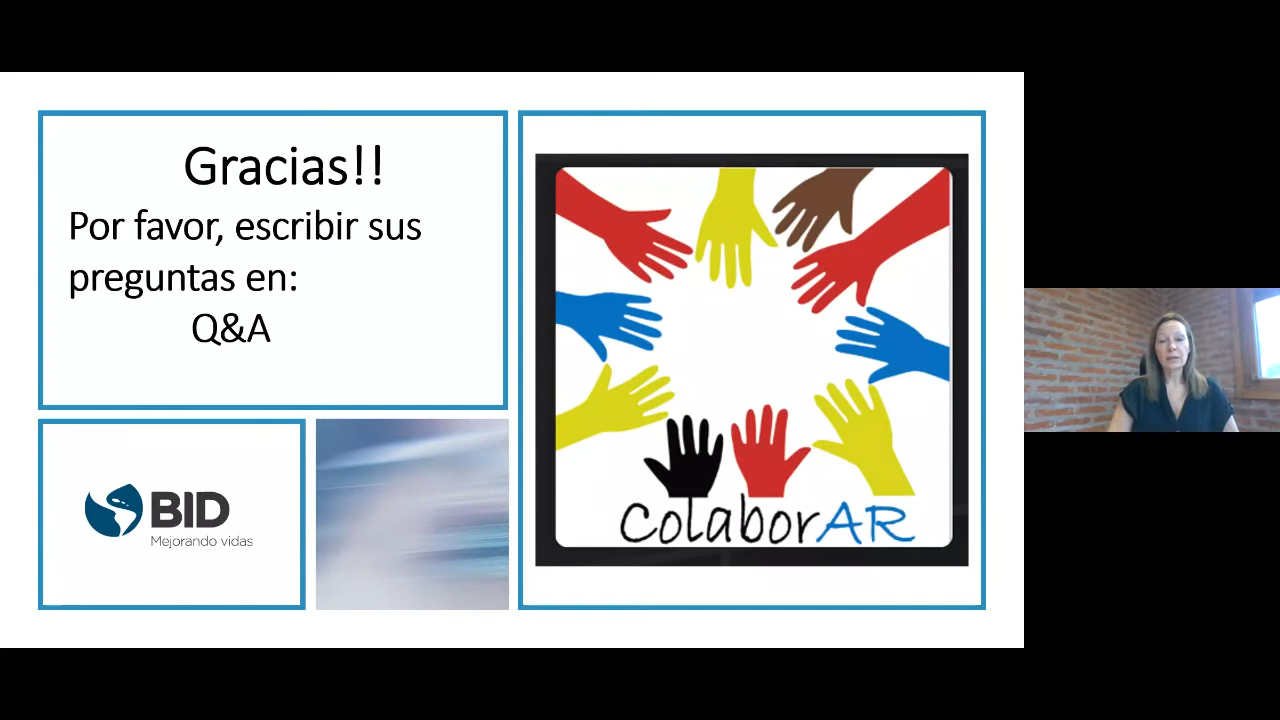 Gracias!!
Por favor, escribir sus
preguntas en:
Q&A
BID
Mejorando vidas
ColaborAR